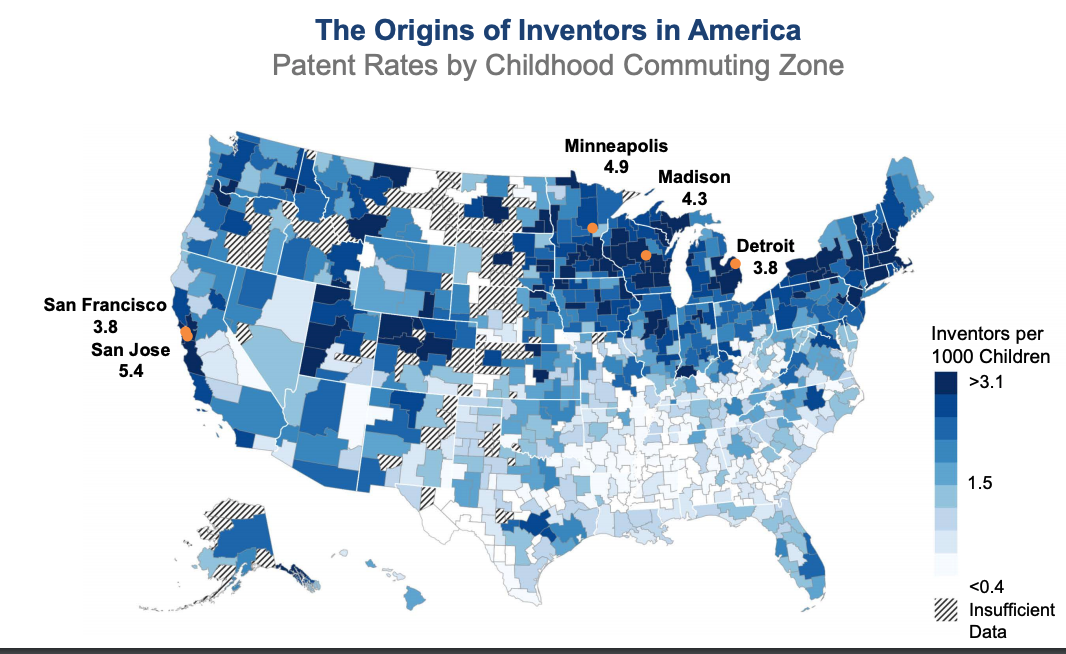 The Origins of Inventors in America
Patent Rates by Childhood Commuting Zone
Minneapolis
4.9
Madison
4.3
Detroit
3.8
San Francisco
3.8
San Jose
5.4
Inventors per
1000 Children
>3.1
1.5
<0.4
Insufficient
Data